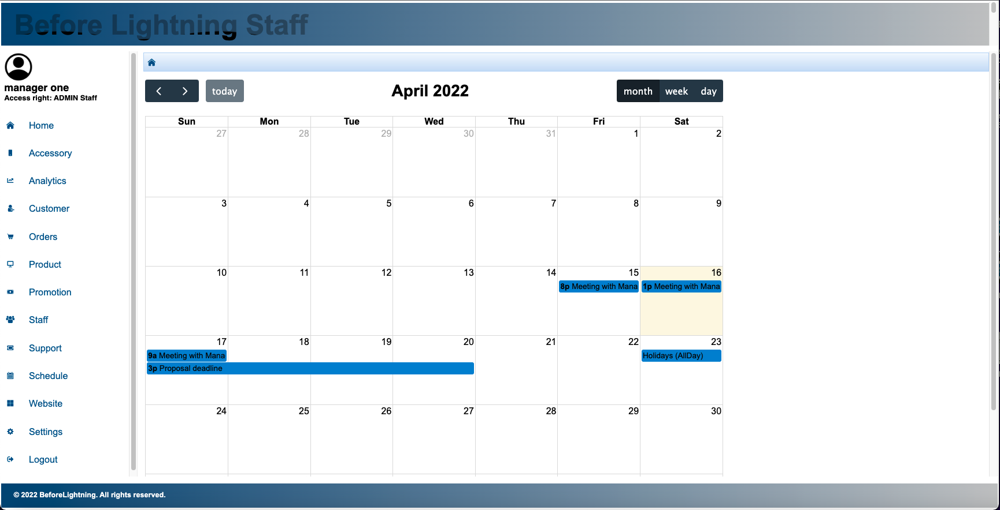 Before Lightning Staff
manager one
Access right: ADMIN Staff
Home
Accessory
Analytics
Customer
Orders
Product
Promotion
Staff
Support
Schedule
Website
Settings
Logout
today
April 2022
month week day
Sun Mon Tue Wed Thu Fri Sat
27 28 29 30 31 1 2
3 4 5 6 7 8 9
10 11 12 13 14 15 16
8p Meeting with Mana 1p Meeting with Mana
17 18 19 20 21 22 23
9a Meeting with Mana Holidays (AllDay)
3p Proposal deadline
24 25 26 27 28 29 30
© 2022 BeforeLightning. All rights reserved.